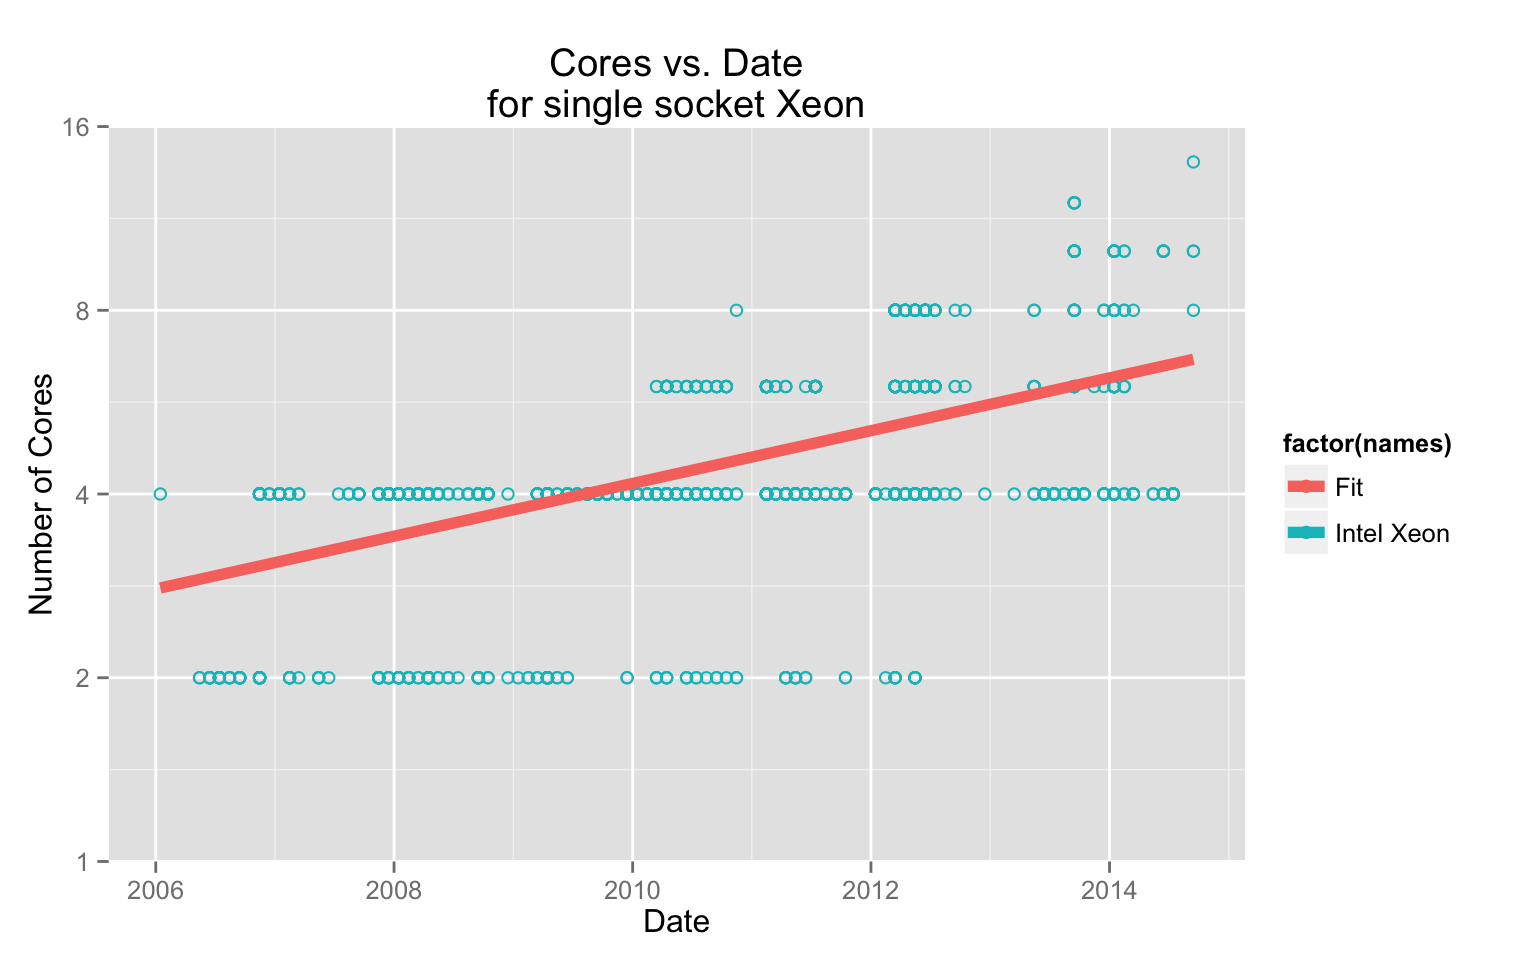 Cores vs. Date
for single socket Xeon
16
8
4
2
1
Number of Cores
2006 2008 2010 2012 2014
Date
factor(names)
Fit
Intel Xeon